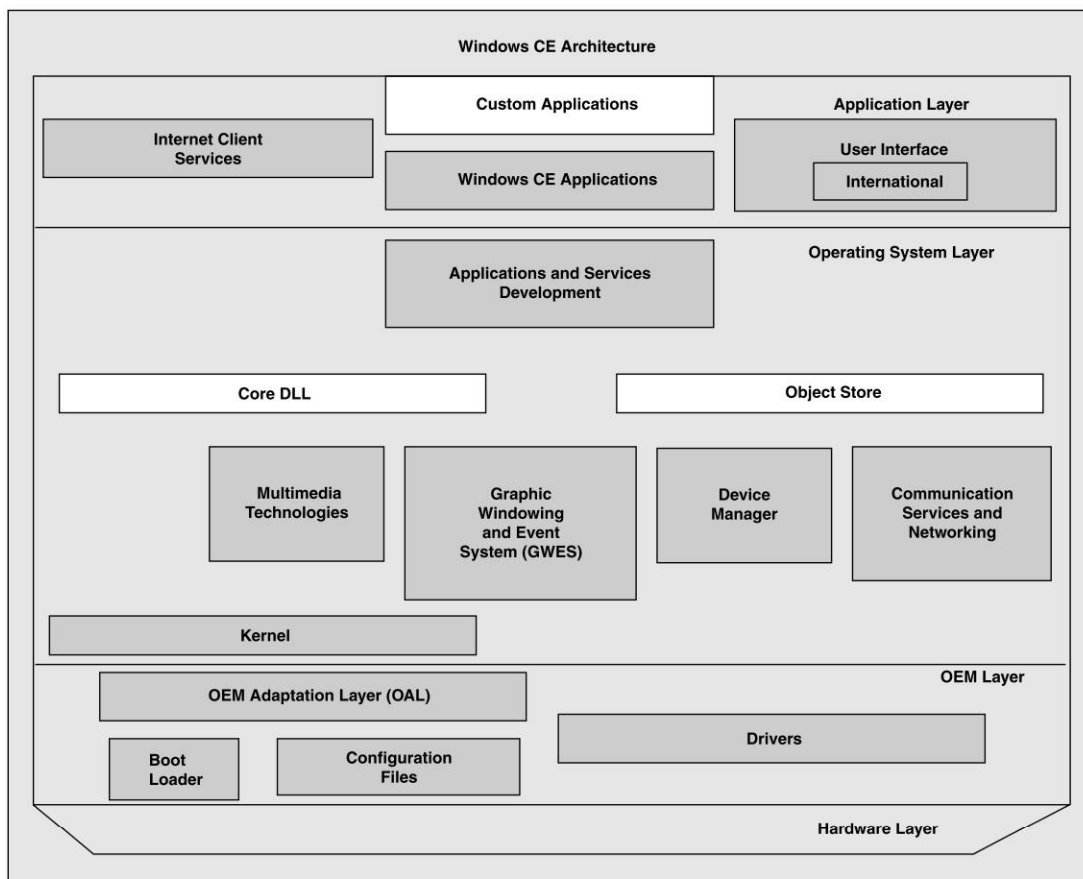 Windows CE Architecture
Custom Applications
Application Layer
Internet Client
Services
User Interface
Windows CE Applications
International
Operating System Layer
Applications and Services
Development
Core DLL
Object Store
Multimedia
Technologies
Graphic
Windowing
and Event
System (GWES)
Device
Manager
Communication
Services and
Networking
Kernel
OEM Layer
OEM Adaptation Layer (OAL)
Drivers
Boot
Loader
Configuration
Files
Hardware Layer